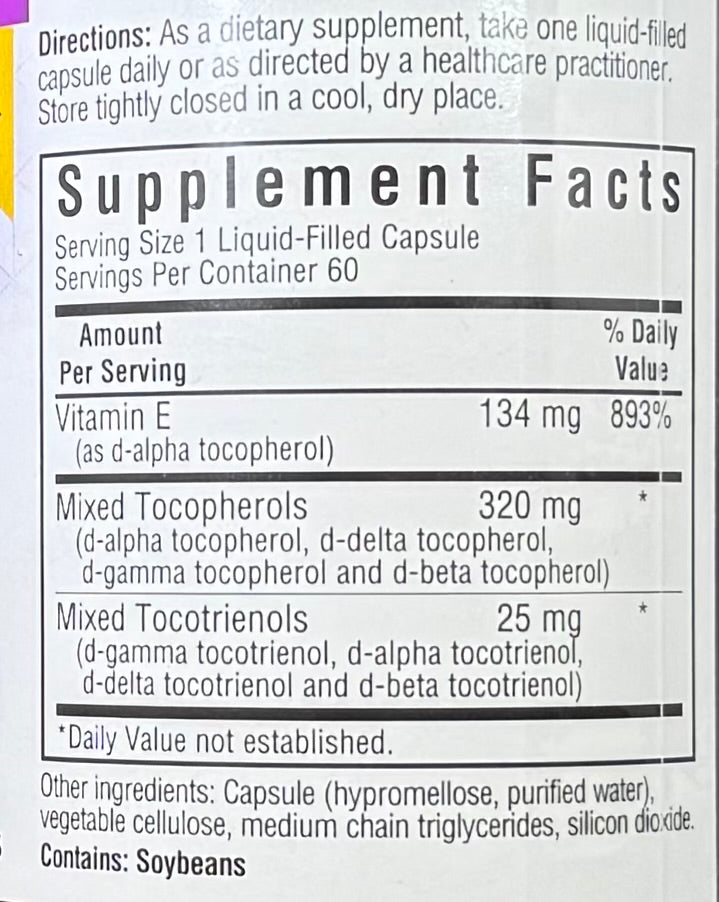 Directions: As a dietary supplement, take one liquid-filled
capsule daily or as directed by a healthcare practitioner.
Store tightly closed in a cool, dry place.
Supplement Facts
Serving Size 1 Liquid-Filled Capsule
Servings Per Container 60
Amount Per Serving % Daily Value
Vitamin E 134 mg 893%
(as d-alpha tocopherol)
Mixed Tocopherols 320 mg *
(d-alpha tocopherol, d-delta tocopherol,
d-gamma tocopherol and d-beta tocopherol)
Mixed Tocotrienols 25 mg *
(d-gamma tocotrienol, d-alpha tocotrienol,
d-delta tocotrienol and d-beta tocotrienol)
*Daily Value not established.
Other ingredients: Capsule (hypromellose, purified water),
vegetable cellulose, medium chain triglycerides, silicon dioxide.
Contains: Soybeans